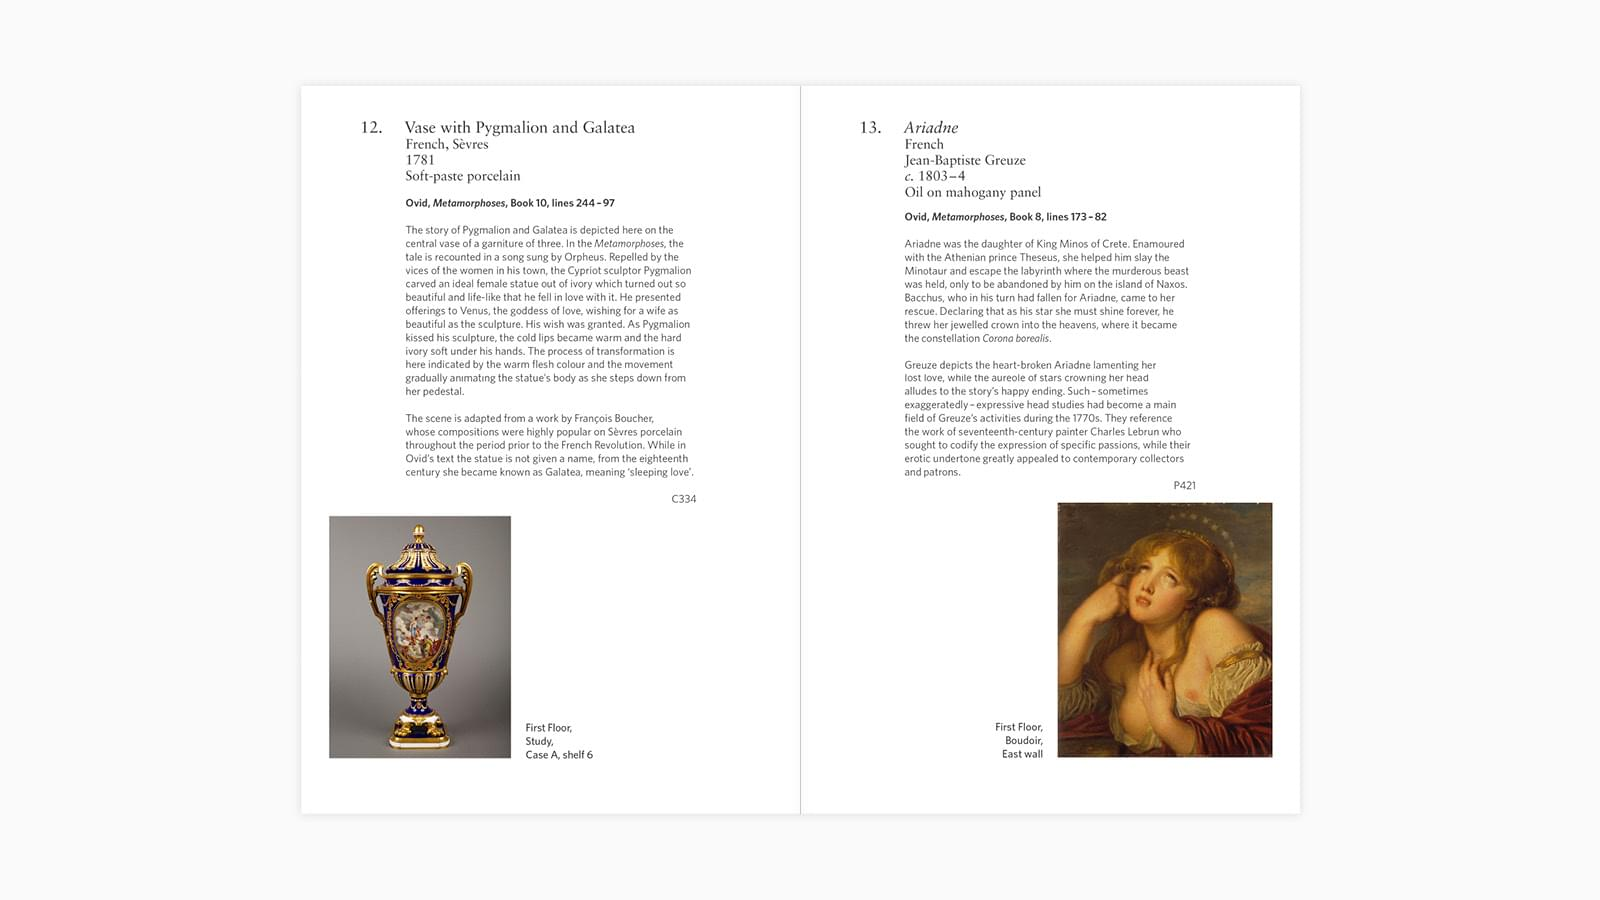 12. Vase with Pygmalion and Galatea
French, Sèvres
1781
Soft-paste porcelain
Ovid, Metamorphoses, Book 10, lines 244–97
The story of Pygmalion and Galatea is depicted here on the
central vase of a garniture of three. In the Metamorphoses, the
tale is recounted in a song sung by Orpheus. Repelled by the
vices of the women in his town, the Cypriot sculptor Pygmalion
carved an ideal female statue out of ivory which turned out so
beautiful and life-like that he fell in love with it. He presented
offerings to Venus, the goddess of love, wishing for a wife as
beautiful as the sculpture. His wish was granted. As Pygmalion
kissed his sculpture, the cold lips became warm and the hard
ivory soft under his hands. The process of transformation is
here indicated by the warm flesh colour and the movement
gradually animating the statue's body as she steps down from
her pedestal.
The scene is adapted from a work by François Boucher,
whose compositions were highly popular on Sèvres porcelain
throughout the period prior to the French Revolution. While in
Ovid's text the statue is not given a name, from the eighteenth
century she became known as Galatea, meaning 'sleeping love'.
C334
First Floor,
Study,
Case A, shelf 6
13. Ariadne
French
Jean-Baptiste Greuze
c. 1803–4
Oil on mahogany panel
Ovid, Metamorphoses, Book 8, lines 173–82
Ariadne was the daughter of King Minos of Crete. Enamoured
with the Athenian prince Theseus, she helped him slay the
Minotaur and escape the labyrinth where the murderous beast
was held, only to be abandoned by him on the island of Naxos.
Bacchus, who in his turn had fallen for Ariadne, came to her
rescue. Declaring that as his star she must shine forever, he
threw her jewelled crown into the heavens, where it became
the constellation Corona borealis.
Greuze depicts the heart-broken Ariadne lamenting her
lost love, while the aureole of stars crowning her head
alludes to the story's happy ending. Such – sometimes
exaggeratedly – expressive head studies had become a main
field of Greuze's activities during the 1770s. They reference
the work of seventeenth-century painter Charles Lebrun who
sought to codify the expression of specific passions, while their
erotic undertone greatly appealed to contemporary collectors
and patrons.
P421
First Floor,
Boudoir,
East wall